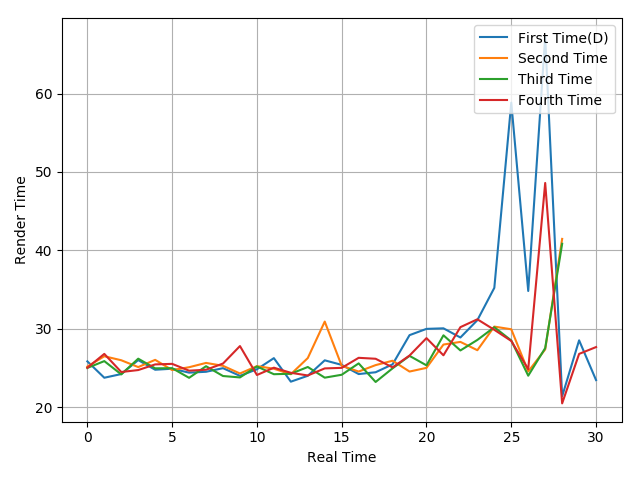 First Time(D)
Second Time
Third Time
Fourth Time
60
50
40
30
20
Render Time
0 5 10 15 20 25 30
Real Time